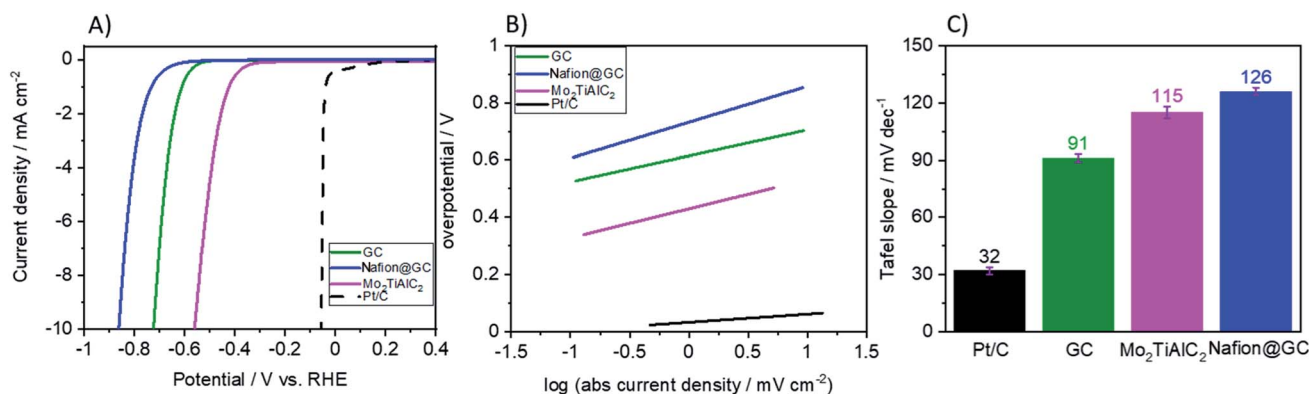 A)
Current density / mA cm⁻²
0
-2
-4
-6
-8
-10
-1
-0.8
-0.6
-0.4
-0.2
0
0.2
0.4
Potential / V vs. RHE
GC
Nafion@GC
Mo₂TiAlC₂
Pt/C
B)
overpotential / V
1
0.8
0.6
0.4
0.2
0
-1.5
-1
-0.5
0
0.5
1
1.5
log (abs current density / mV cm⁻²)
GC
Nafion@GC
Mo₂TiAlC₂
Pt/C
C)
Tafel slope / mV dec⁻¹
150
120
90
60
30
0
32
91
115
126
Pt/C
GC
Mo₂TiAlC₂
Nafion@GC